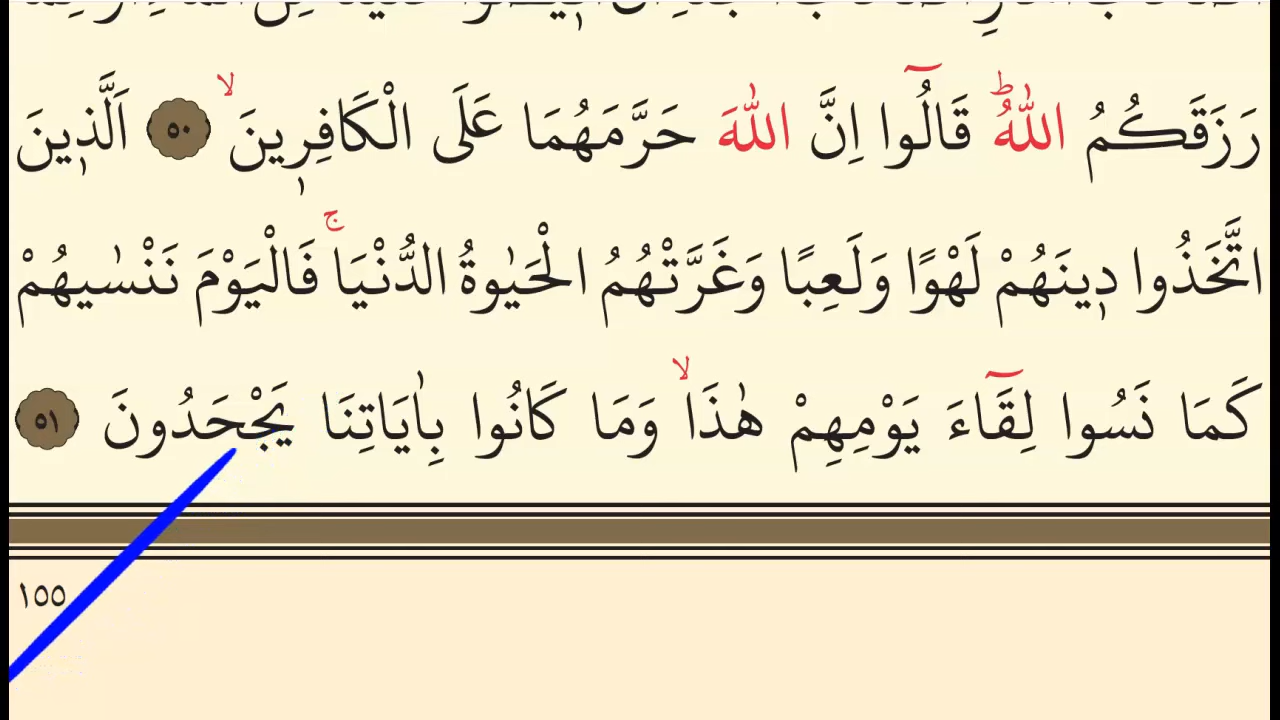 رَزَقَكُمُ اللّٰهُؕ قَالُٓوا اِنَّ اللّٰهَ حَرَّمَهُمَا عَلَى الْكَافِرٖينَۙ ٥٠ اَلَّذٖينَ
اتَّخَذُوا دٖينَهُمْ لَهْوًا وَلَعِبًا وَغَرَّتْهُمُ الْحَيٰوةُ الدُّنْيَاۚ فَالْيَوْمَ نَنْسٰيهُمْ
كَمَا نَسُوا لِقَٓاءَ يَوْمِهِمْ هٰذَاۙ وَمَا كَانُوا بِاٰيَاتِنَا يَجْحَدُونَ ٥١
١٥٥